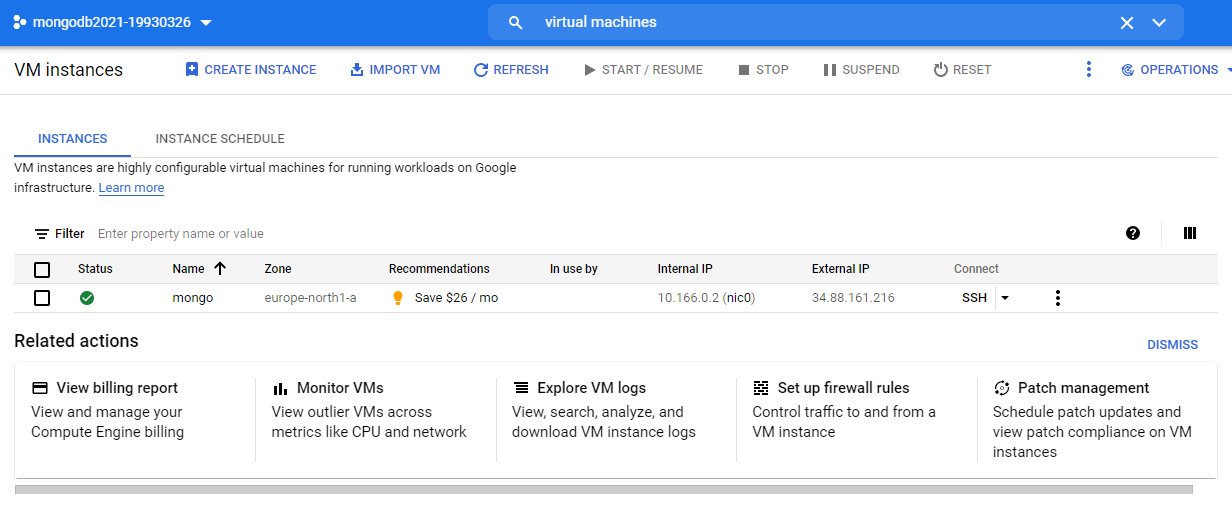 mongodb2021-19930326
virtual machines
VM instances
CREATE INSTANCE
IMPORT VM
REFRESH
START / RESUME
STOP
SUSPEND
RESET
OPERATIONS
INSTANCES
INSTANCE SCHEDULE
VM instances are highly configurable virtual machines for running workloads on Google
infrastructure. Learn more
Filter Enter property name or value
Status Name Zone Recommendations In use by Internal IP External IP Connect
mongo europe-north1-a Save $26 / mo 10.166.0.2 (nic0) 34.88.161.216 SSH
Related actions
DISMISS
View billing report
View and manage your
Compute Engine billing
Monitor VMs
View outlier VMs across
metrics like CPU and network
Explore VM logs
View, search, analyze, and
download VM instance logs
Set up firewall rules
Control traffic to and from a
VM instance
Patch management
Schedule patch updates and
view patch compliance on VM
instances